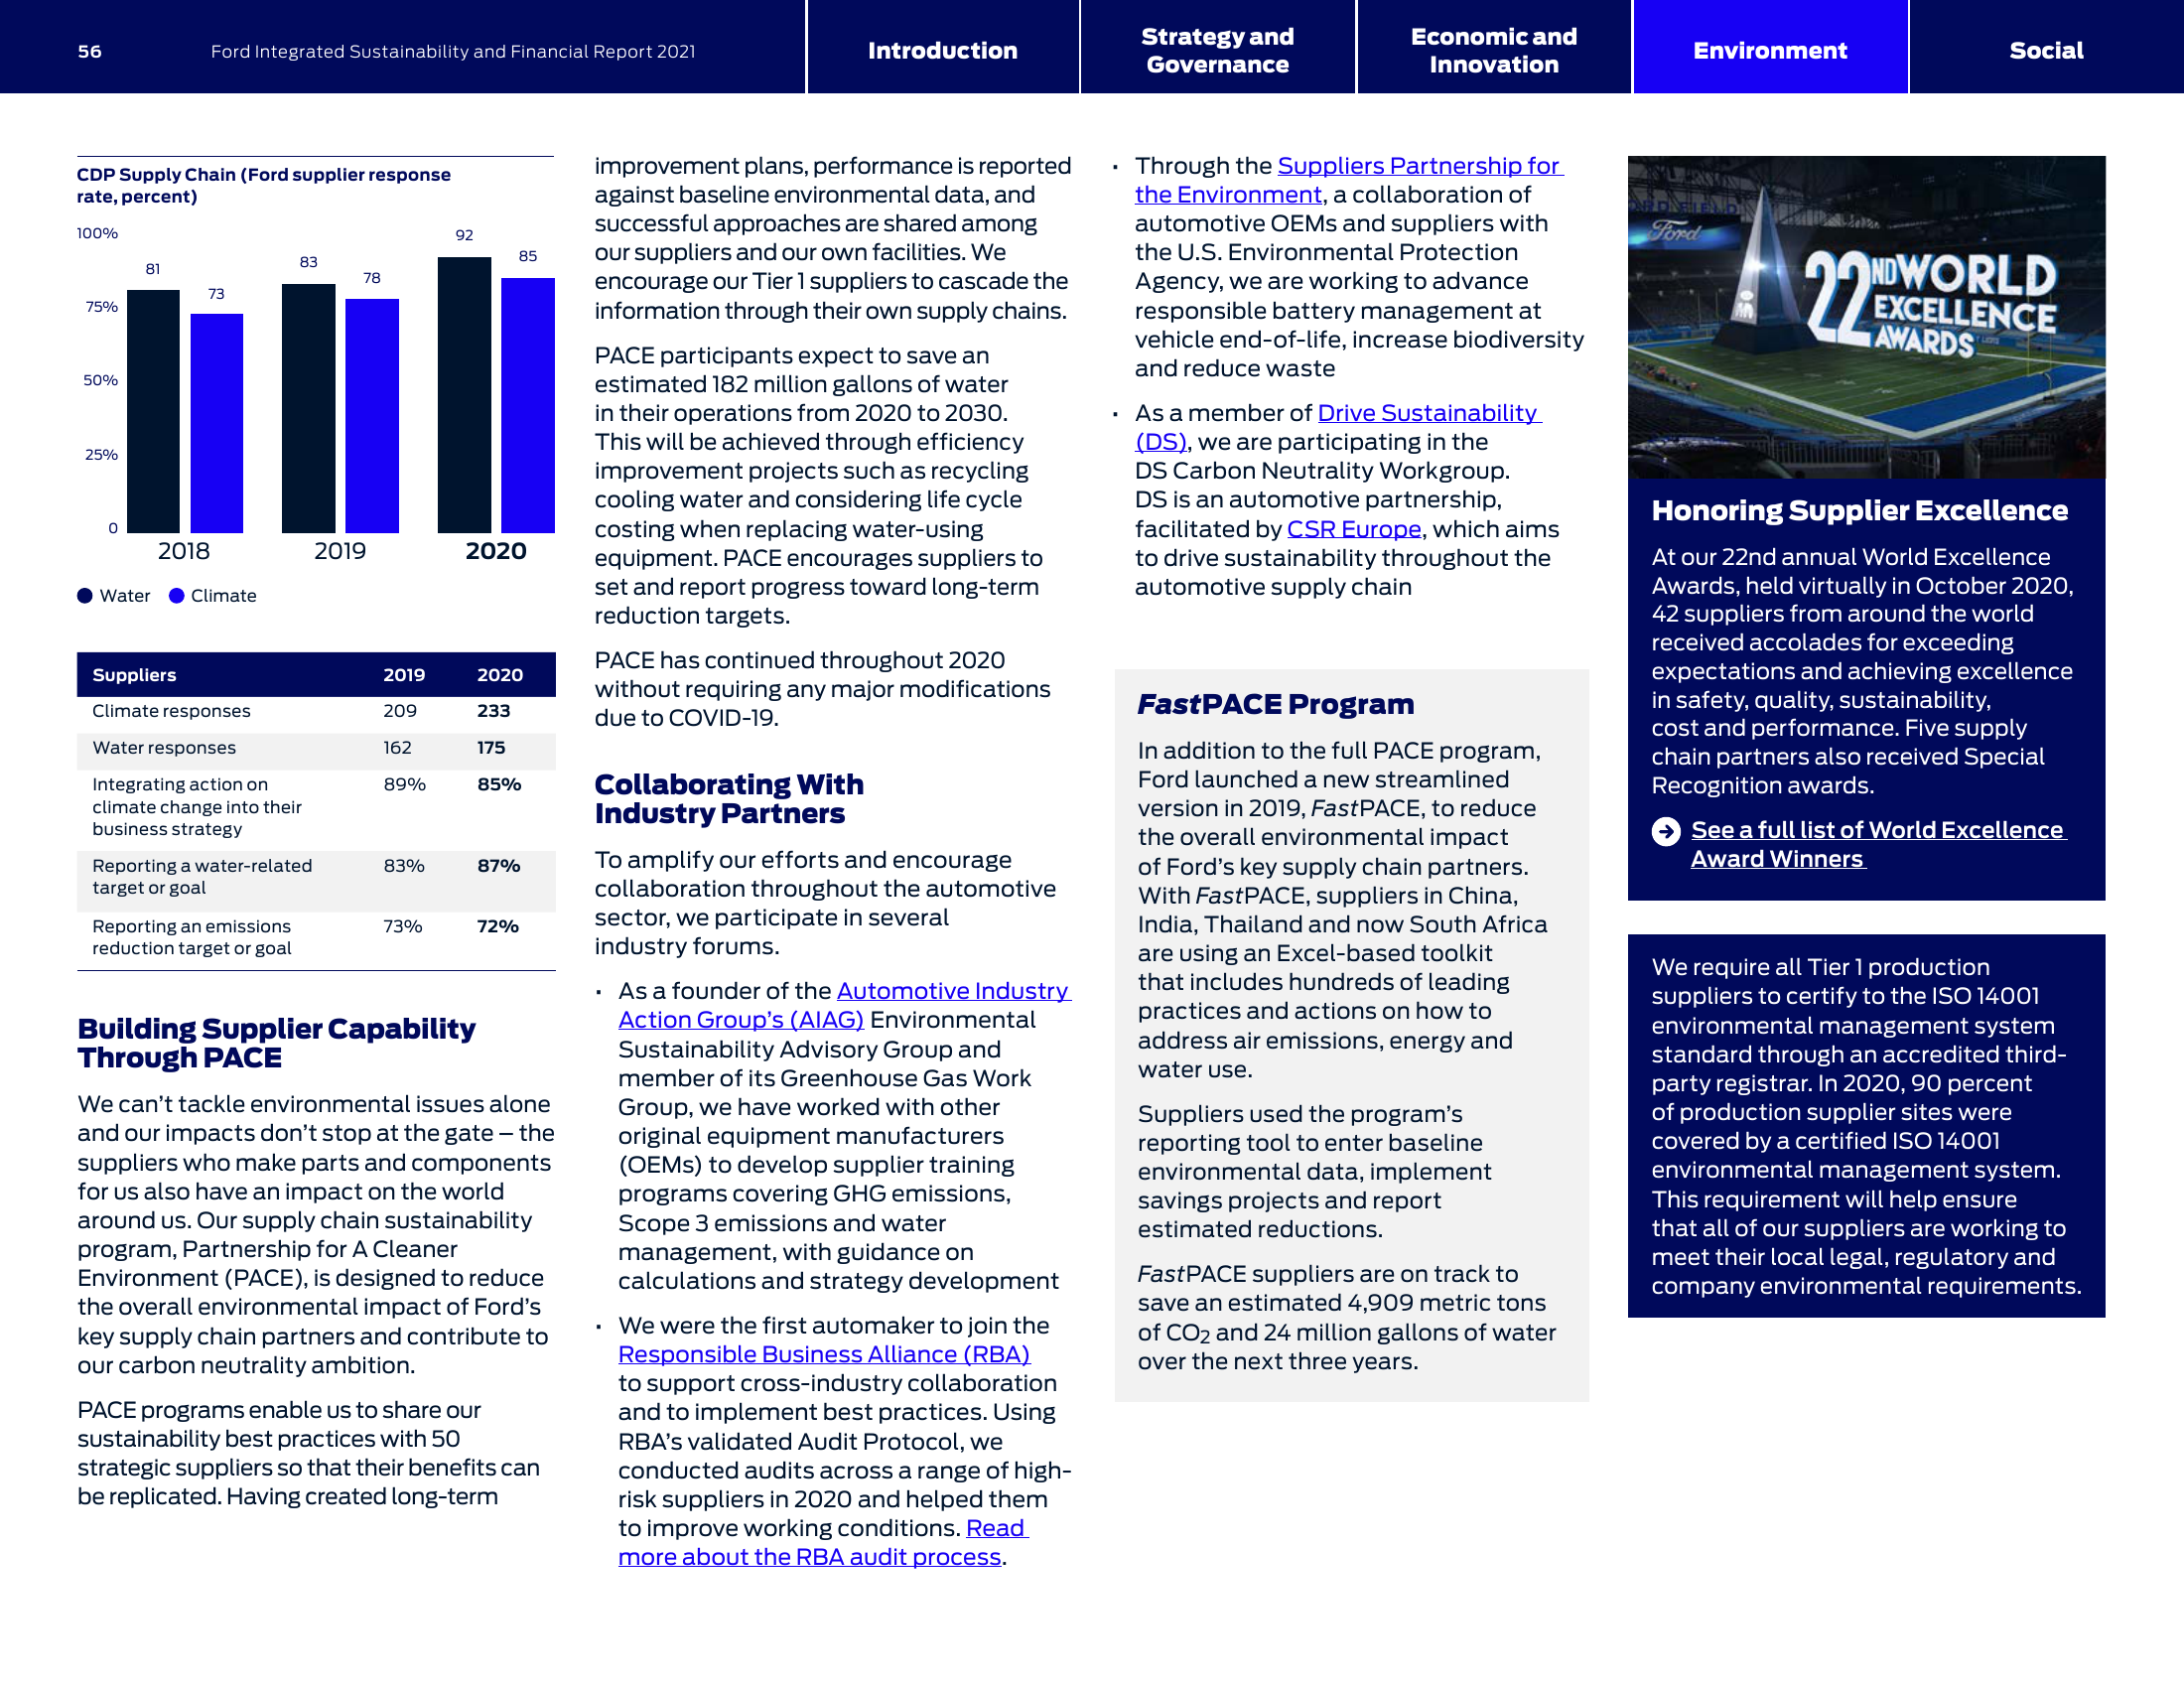 56
Ford Integrated Sustainability and Financial Report 2021
Introduction
Strategy and
Governance
Economic and
Innovation
Environment
Social
CDP Supply Chain (Ford supplier response
rate, percent)
100%
75%
50%
25%
0
81
73
83
78
92
85
2018
2019
2020
Water
Climate
Suppliers 2019 2020
Climate responses 209 233
Water responses 162 175
Integrating action on 89% 85%
climate change into their
business strategy
Reporting a water-related 83% 87%
target or goal
Reporting an emissions 73% 72%
reduction target or goal
Building Supplier Capability
Through PACE
We can’t tackle environmental issues alone
and our impacts don’t stop at the gate – the
suppliers who make parts and components
for us also have an impact on the world
around us. Our supply chain sustainability
program, Partnership for A Cleaner
Environment (PACE), is designed to reduce
the overall environmental impact of Ford’s
key supply chain partners and contribute to
our carbon neutrality ambition.
PACE programs enable us to share our
sustainability best practices with 50
strategic suppliers so that their benefits can
be replicated. Having created long-term
improvement plans, performance is reported
against baseline environmental data, and
successful approaches are shared among
our suppliers and our own facilities. We
encourage our Tier 1 suppliers to cascade the
information through their own supply chains.
PACE participants expect to save an
estimated 182 million gallons of water
in their operations from 2020 to 2030.
This will be achieved through efficiency
improvement projects such as recycling
cooling water and considering life cycle
costing when replacing water-using
equipment. PACE encourages suppliers to
set and report progress toward long-term
reduction targets.
PACE has continued throughout 2020
without requiring any major modifications
due to COVID-19.
Collaborating With
Industry Partners
To amplify our efforts and encourage
collaboration throughout the automotive
sector, we participate in several
industry forums.
· As a founder of the Automotive Industry
Action Group’s (AIAG) Environmental
Sustainability Advisory Group and
member of its Greenhouse Gas Work
Group, we have worked with other
original equipment manufacturers
(OEMs) to develop supplier training
programs covering GHG emissions,
Scope 3 emissions and water
management, with guidance on
calculations and strategy development
· We were the first automaker to join the
Responsible Business Alliance (RBA)
to support cross-industry collaboration
and to implement best practices. Using
RBA’s validated Audit Protocol, we
conducted audits across a range of high-
risk suppliers in 2020 and helped them
to improve working conditions. Read
more about the RBA audit process.
· Through the Suppliers Partnership for
the Environment, a collaboration of
automotive OEMs and suppliers with
the U.S. Environmental Protection
Agency, we are working to advance
responsible battery management at
vehicle end-of-life, increase biodiversity
and reduce waste
· As a member of Drive Sustainability
(DS), we are participating in the
DS Carbon Neutrality Workgroup.
DS is an automotive partnership,
facilitated by CSR Europe, which aims
to drive sustainability throughout the
automotive supply chain
FastPACE Program
In addition to the full PACE program,
Ford launched a new streamlined
version in 2019, FastPACE, to reduce
the overall environmental impact
of Ford’s key supply chain partners.
With FastPACE, suppliers in China,
India, Thailand and now South Africa
are using an Excel-based toolkit
that includes hundreds of leading
practices and actions on how to
address air emissions, energy and
water use.
Suppliers used the program’s
reporting tool to enter baseline
environmental data, implement
savings projects and report
estimated reductions.
FastPACE suppliers are on track to
save an estimated 4,909 metric tons
of CO₂ and 24 million gallons of water
over the next three years.
Ford
22ND WORLD
EXCELLENCE
AWARDS
Honoring Supplier Excellence
At our 22nd annual World Excellence
Awards, held virtually in October 2020,
42 suppliers from around the world
received accolades for exceeding
expectations and achieving excellence
in safety, quality, sustainability,
cost and performance. Five supply
chain partners also received Special
Recognition awards.
See a full list of World Excellence
Award Winners
We require all Tier 1 production
suppliers to certify to the ISO 14001
environmental management system
standard through an accredited third-
party registrar. In 2020, 90 percent
of production supplier sites were
covered by a certified ISO 14001
environmental management system.
This requirement will help ensure
that all of our suppliers are working to
meet their local legal, regulatory and
company environmental requirements.